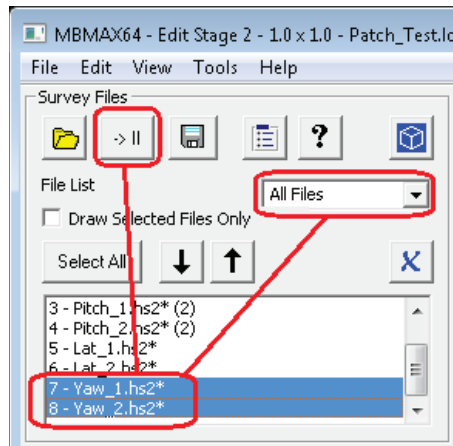 MBMAX64 - Edit Stage 2 - 1.0 x 1.0 - Patch_Test.lo
File Edit View Tools Help
Survey Files
-> II ?
File List All Files
Draw Selected Files Only
Select All X
3 - Pitch_1.hs2* (2)
4 - Pitch_2.hs2* (2)
5 - Lat_1.hs2*
6 - Lat_2.hs2*
7 - Yaw_1.hs2*
8 - Yaw_2.hs2*